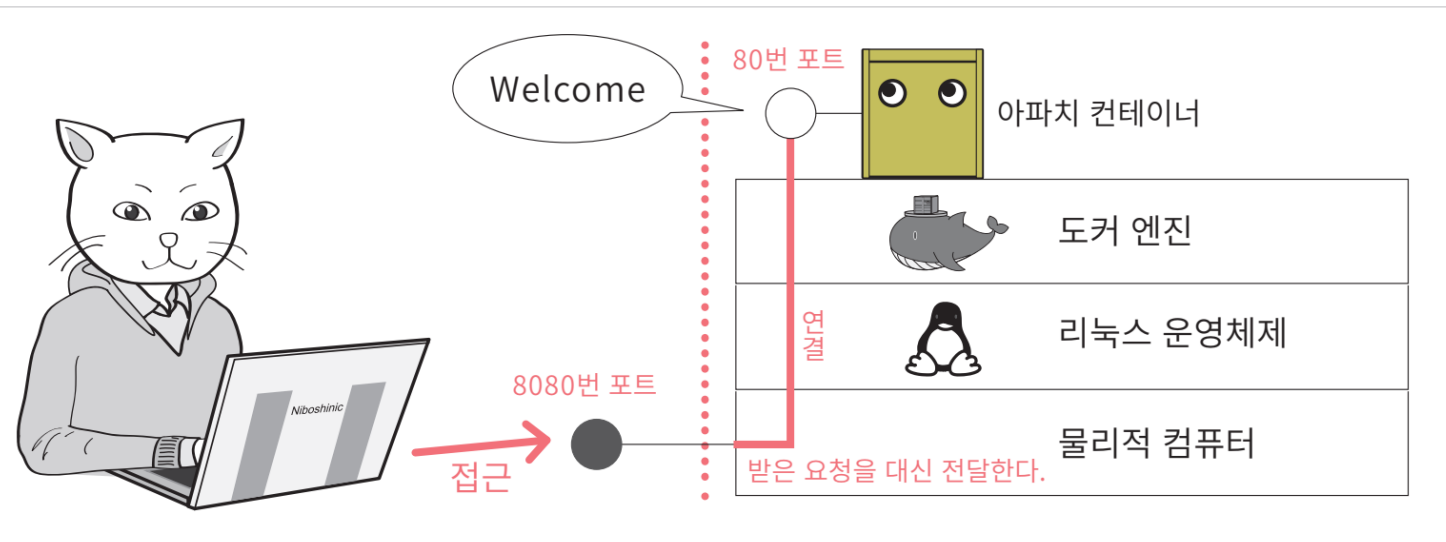 Welcome
80번 포트
아파치 컨테이너
도커 엔진
연결
리눅스 운영체제
8080번 포트
Niboshinic
물리적 컴퓨터
접근
받은 요청을 대신 전달한다.